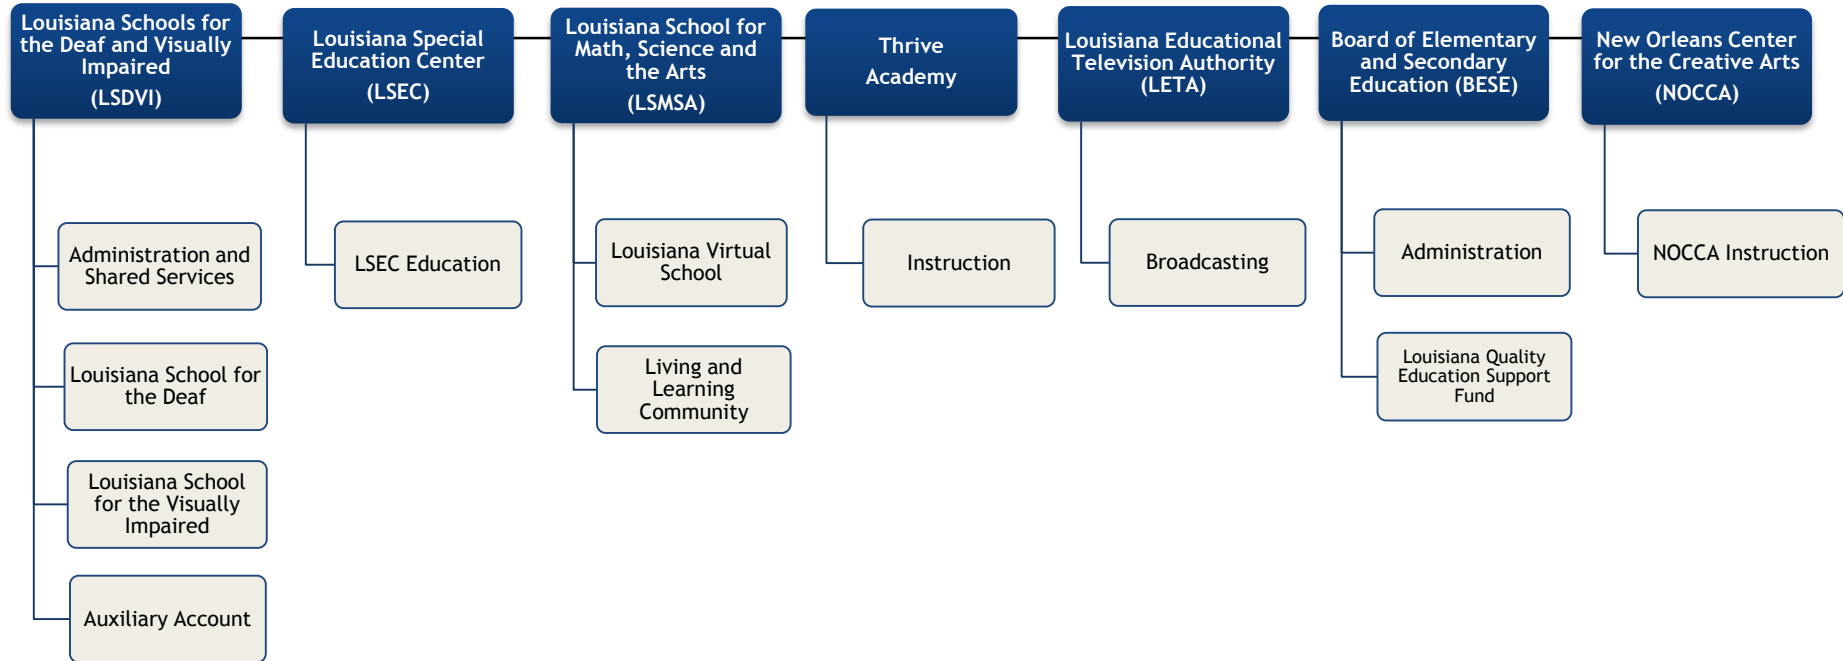 Louisiana Schools for
the Deaf and Visually
Impaired
(LSDVI)
Louisiana Special
Education Center
(LSEC)
Louisiana School for
Math, Science and
the Arts
(LSMSA)
Thrive
Academy
Louisiana Educational
Television Authority
(LETA)
Board of Elementary
and Secondary
Education (BESE)
New Orleans Center
for the Creative Arts
(NOCCA)
Administration and
Shared Services
Louisiana School for
the Deaf
Louisiana School
for the Visually
Impaired
Auxiliary Account
LSEC Education
Louisiana Virtual
School
Living and
Learning
Community
Instruction
Broadcasting
Administration
Louisiana Quality
Education Support
Fund
NOCCA Instruction